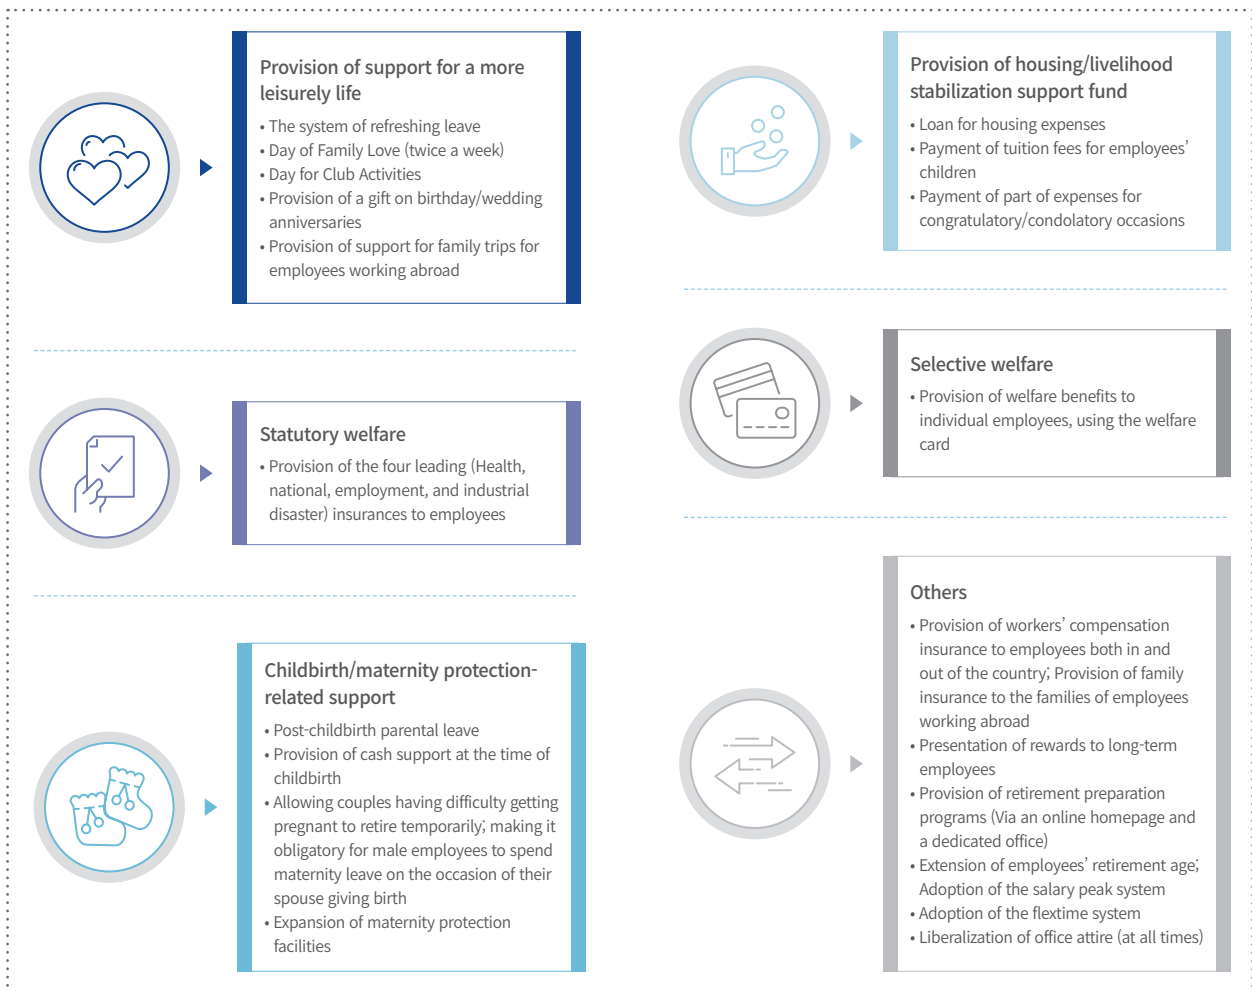 Provision of support for a more
leisurely life
• The system of refreshing leave
• Day of Family Love (twice a week)
• Day for Club Activities
• Provision of a gift on birthday/wedding
anniversaries
• Provision of support for family trips for
employees working abroad
Statutory welfare
• Provision of the four leading (Health,
national, employment, and industrial
disaster) insurances to employees
Childbirth/maternity protection-
related support
• Post-childbirth parental leave
• Provision of cash support at the time of
childbirth
• Allowing couples having difficulty getting
pregnant to retire temporarily; making it
obligatory for male employees to spend
maternity leave on the occasion of their
spouse giving birth
• Expansion of maternity protection
facilities
Provision of housing/livelihood
stabilization support fund
• Loan for housing expenses
• Payment of tuition fees for employees’
children
• Payment of part of expenses for
congratulatory/condolatory occasions
Selective welfare
• Provision of welfare benefits to
individual employees, using the welfare
card
Others
• Provision of workers’ compensation
insurance to employees both in and
out of the country; Provision of family
insurance to the families of employees
working abroad
• Presentation of rewards to long-term
employees
• Provision of retirement preparation
programs (Via an online homepage and
a dedicated office)
• Extension of employees’ retirement age;
Adoption of the salary peak system
• Adoption of the flextime system
• Liberalization of office attire (at all times)